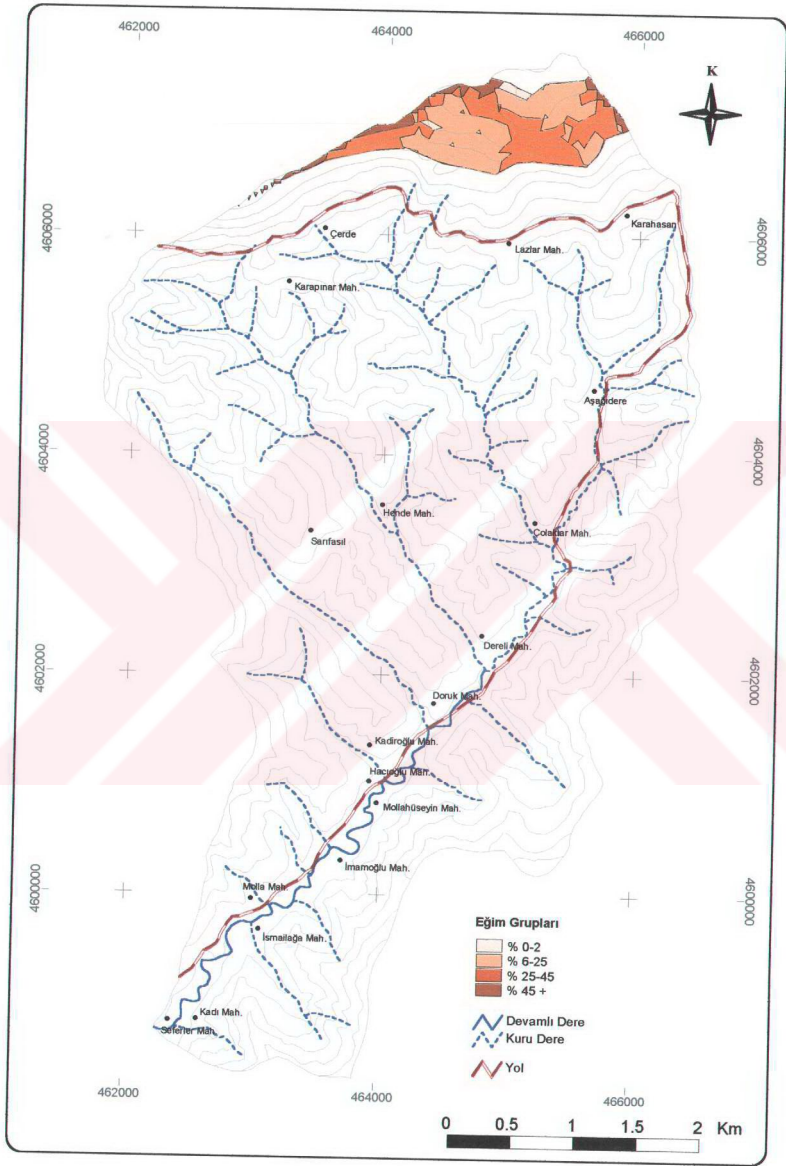 462000
464000
466000
K
4606000
4606000
Çerde
Karahasan
Lazlar Mah.
Karapınar Mah.
Aşağıdere
4604000
4604000
Hende Mah.
Sarıfasıl
Çolaklar Mah.
Dereli Mah.
4602000
4602000
Doruk Mah.
Kadiroğlu Mah.
Hacıoğlu Mah.
Mollahüseyin Mah.
İmamoğlu Mah.
4600000
4600000
Molla Mah.
İsmailağa Mah.
Kadı Mah.
Seferler Mah.
Eğim Grupları
% 0-2
% 6-25
% 25-45
% 45 +
Devamlı Dere
Kuru Dere
Yol
462000
464000
466000
0 0.5 1 1.5 2 Km